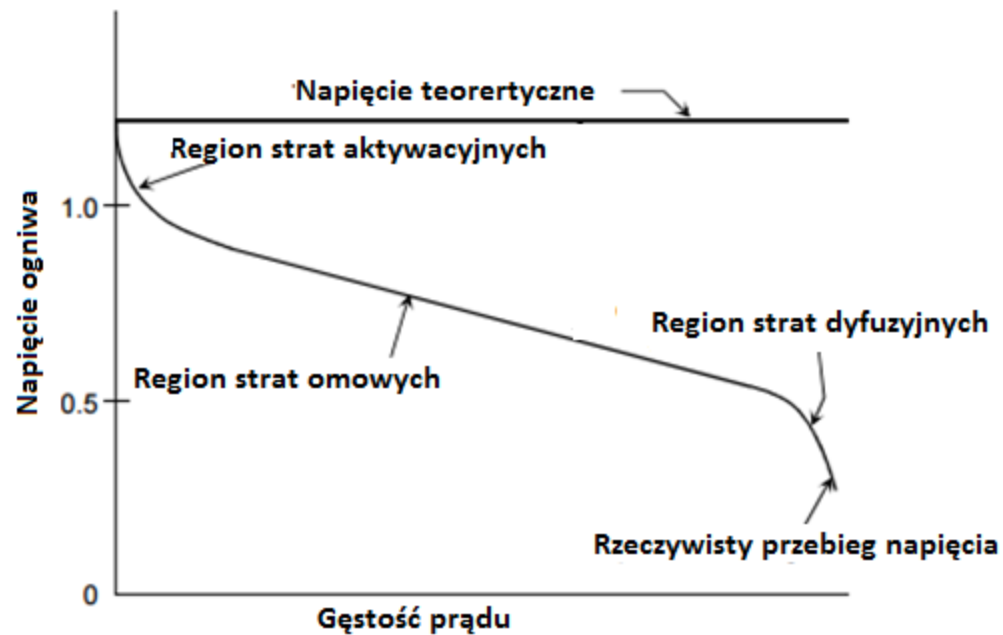 Napięcie teorertyczne
Region strat aktywacyjnych
1.0
Napięcie ogniwa
Region strat dyfuzyjnych
Region strat omowych
0.5
Rzeczywisty przebieg napięcia
0
Gęstość prądu